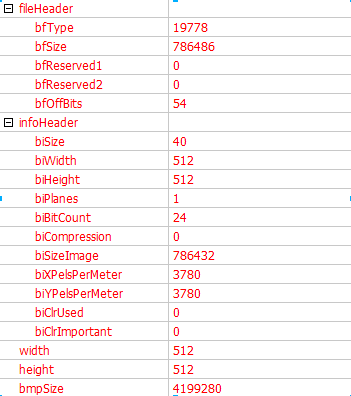 fileHeader
bfType 19778
bfSize 786486
bfReserved1 0
bfReserved2 0
bfOffBits 54
infoHeader
biSize 40
biWidth 512
biHeight 512
biPlanes 1
biBitCount 24
biCompression 0
biSizeImage 786432
biXPelsPerMeter 3780
biYPelsPerMeter 3780
biClrUsed 0
biClrImportant 0
width 512
height 512
bmpSize 4199280